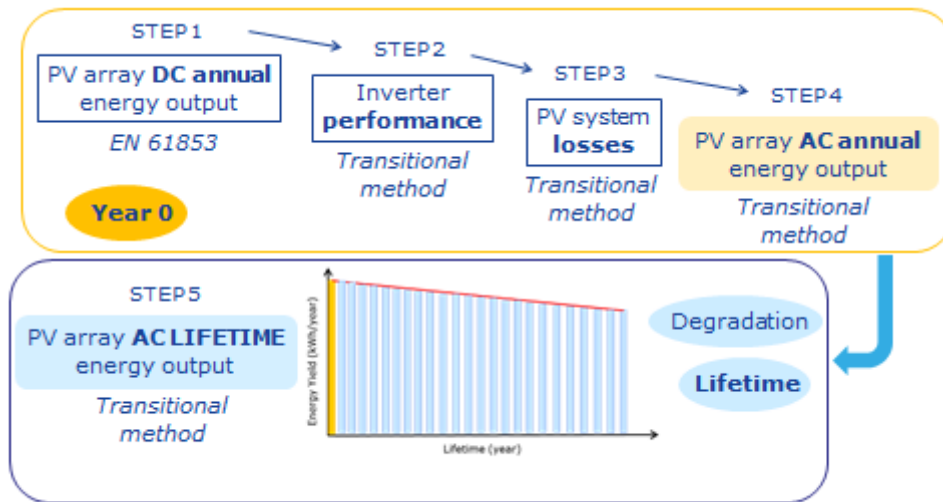 STEP1
PV array DC annual
energy output
EN 61853
STEP2
Inverter
performance
Transitional
method
STEP3
PV system
losses
Transitional
method
STEP4
PV array AC annual
energy output
Transitional
method
Year 0
STEP5
PV array AC LIFETIME
energy output
Transitional
method
Energy Yield (kWh/year)
Lifetime (year)
Degradation
Lifetime